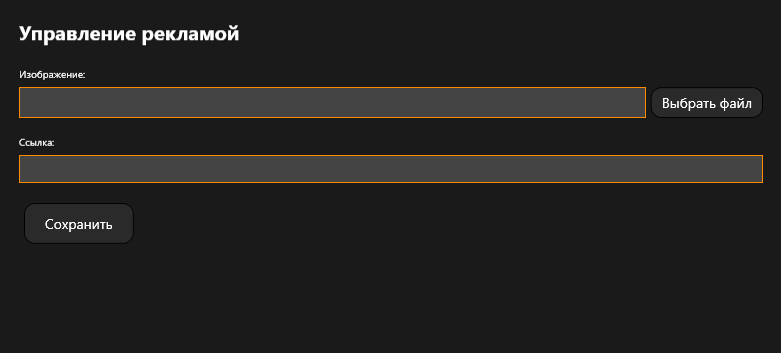 Управление рекламой
Изображение:
Выбрать файл
Ссылка:
Сохранить